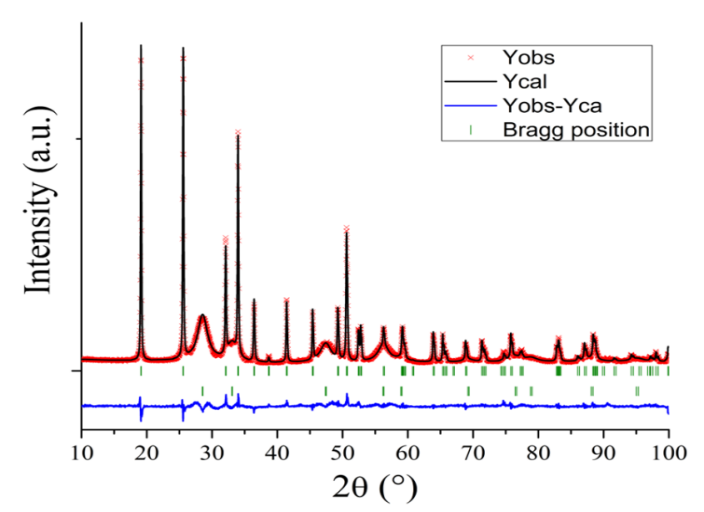 Yobs
Ycal
Yobs-Yca
Bragg position
Intensity (a.u.)
10 20 30 40 50 60 70 80 90 100
2θ (°)